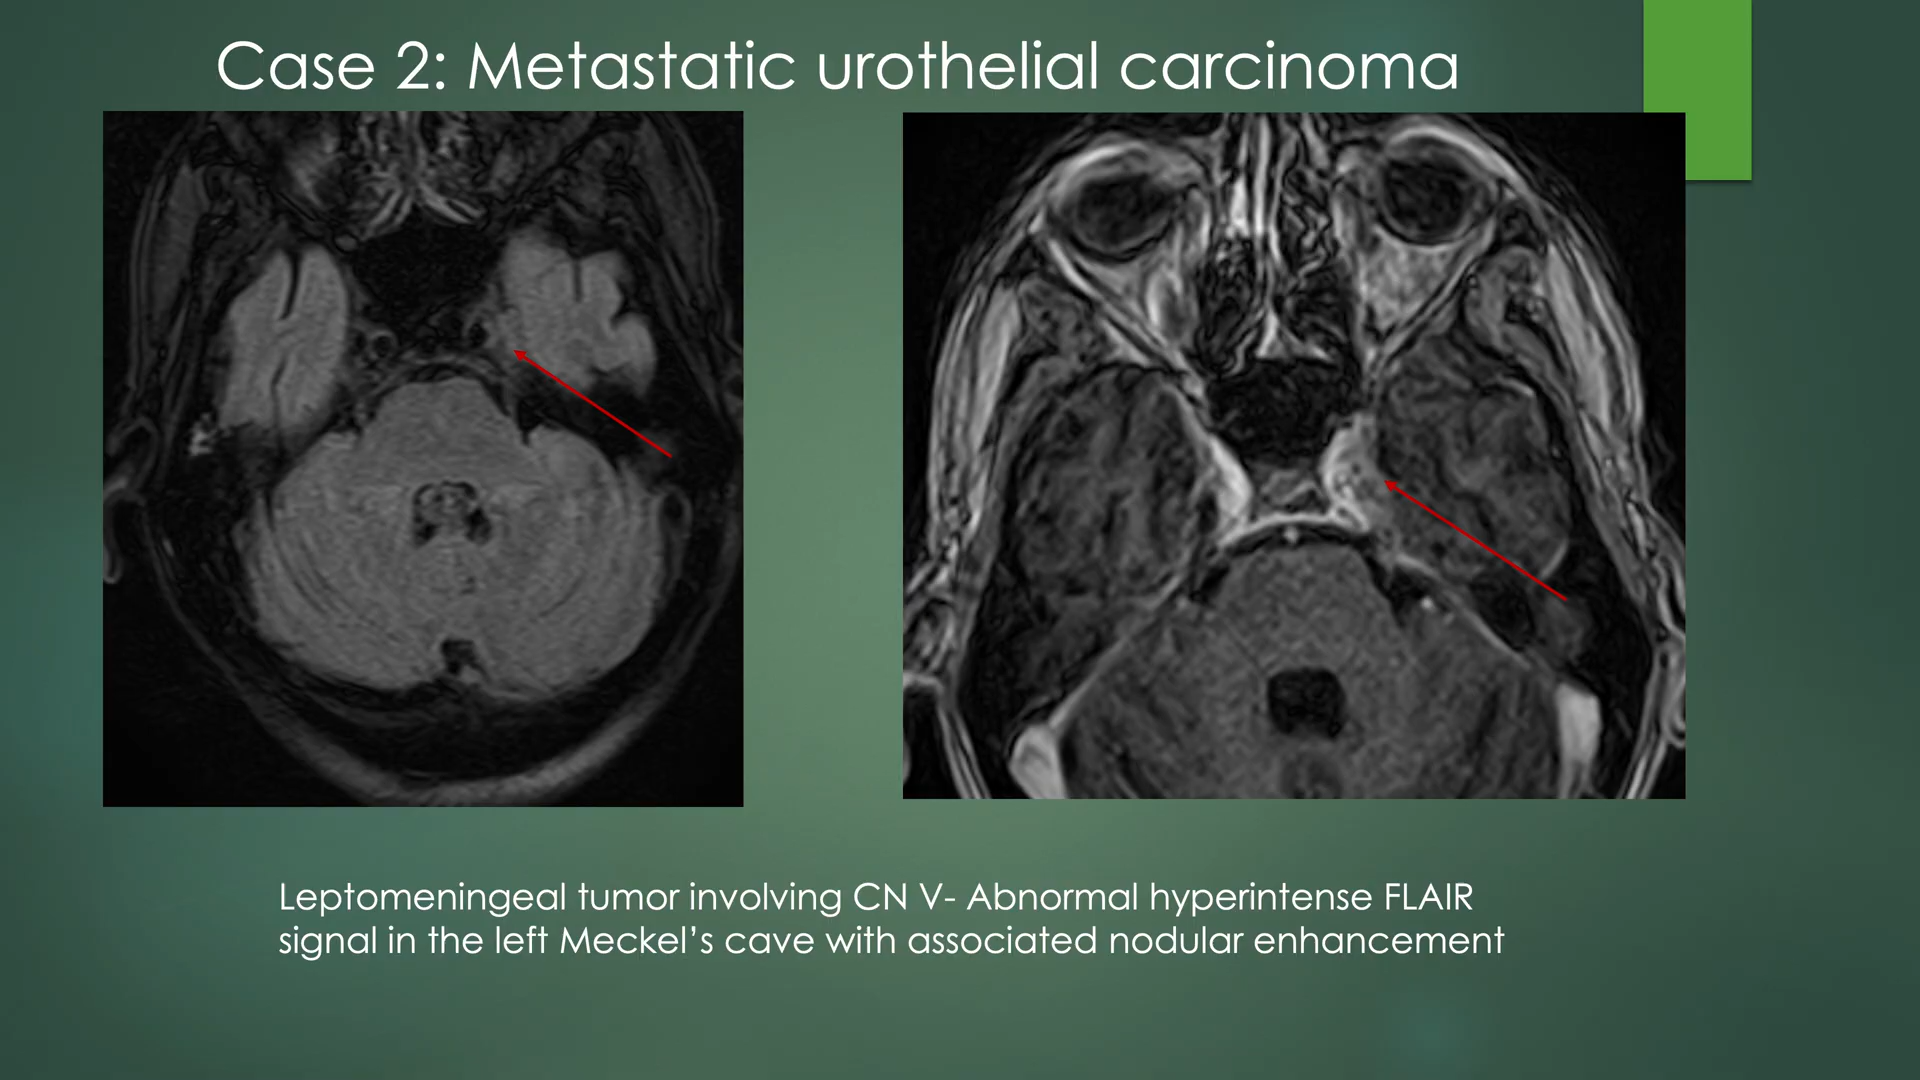 Case 2: Metastatic urothelial carcinoma
Leptomeningeal tumor involving CN V- Abnormal hyperintense FLAIR
signal in the left Meckel’s cave with associated nodular enhancement